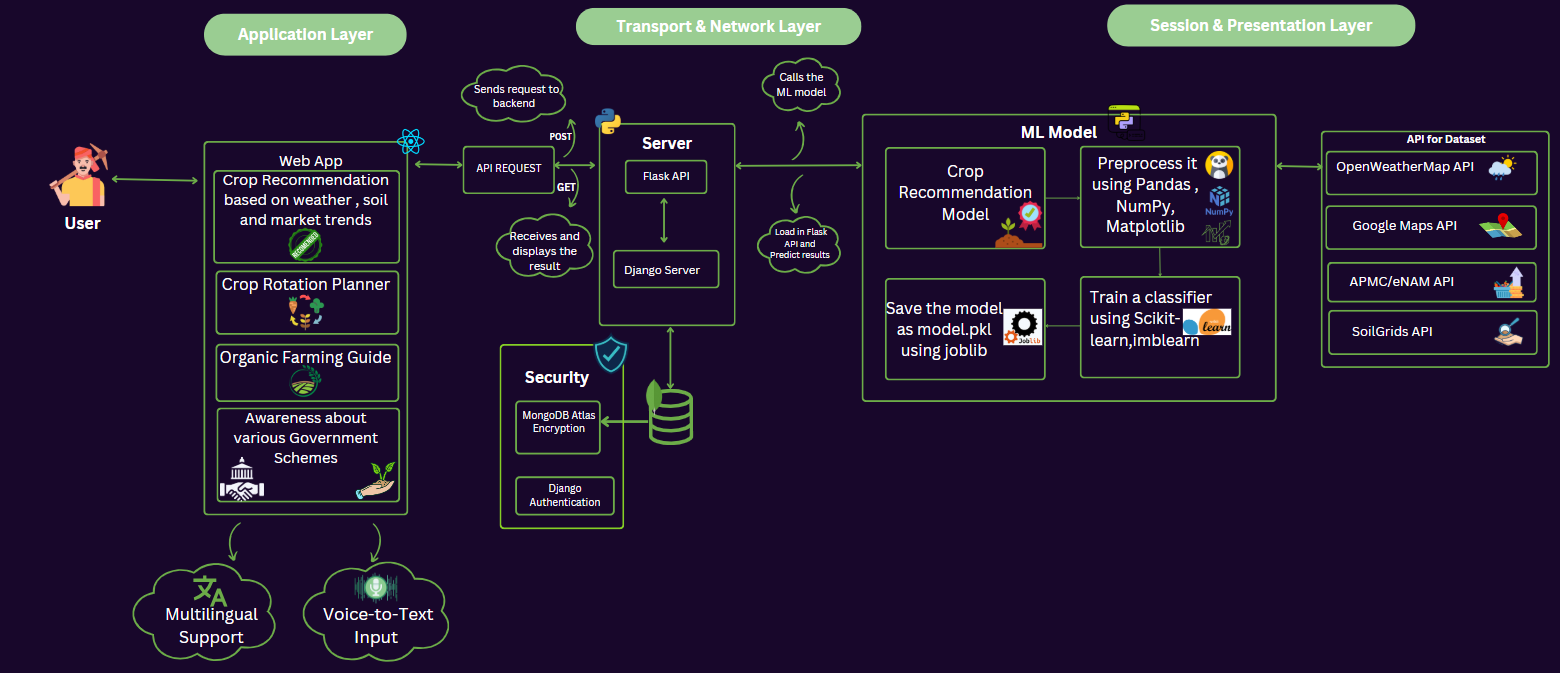 Application Layer
Transport & Network Layer
Session & Presentation Layer
User
Web App
Crop Recommendation
based on weather , soil
and market trends
RECOMMENDED
Crop Rotation Planner
Organic Farming Guide
Awareness about
various Government
Schemes
Multilingual
Support
Voice-to-Text
Input
Sends request to
backend
POST
API REQUEST
GET
Receives and
displays the
result
Server
Flask API
Django Server
Security
MongoDB Atlas
Encryption
Django
Authentication
Calls the
ML model
Load in Flask
API and
Predict results
ML Model
Crop
Recommendation
Model
Preprocess it
using Pandas ,
NumPy,
Matplotlib
NumPy
Save the model
as model.pkl
using joblib
Joblib
Train a classifier
using Scikit-
learn,imblearn
learn
API for Dataset
OpenWeatherMap API
Google Maps API
APMC/eNAM API
SoilGrids API